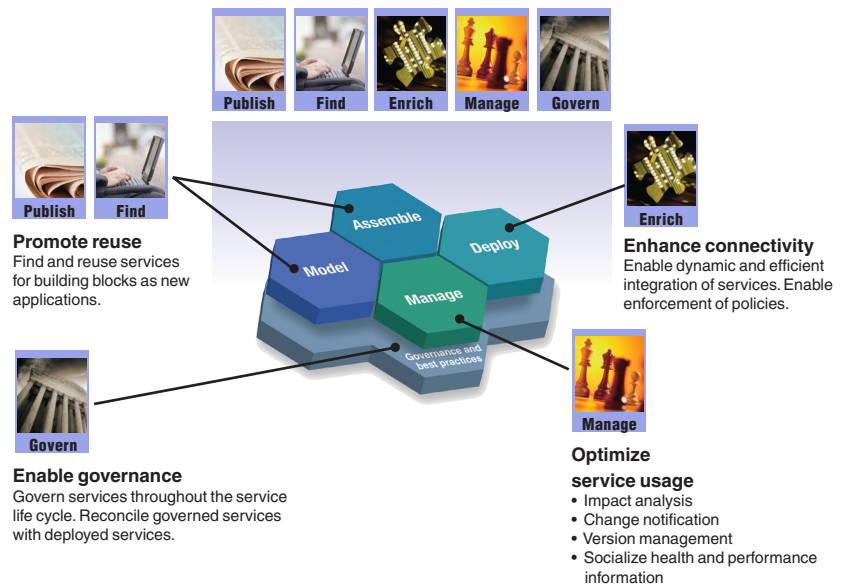 Publish Find Enrich Manage Govern
Publish Find
Promote reuse
Find and reuse services
for building blocks as new
applications.
Assemble
Model
Deploy
Manage
Governance and
best practices
Enrich
Enhance connectivity
Enable dynamic and efficient
integration of services. Enable
enforcement of policies.
Govern
Enable governance
Govern services throughout the service
life cycle. Reconcile governed services
with deployed services.
Manage
Optimize
service usage
• Impact analysis
• Change notification
• Version management
• Socialize health and performance
information